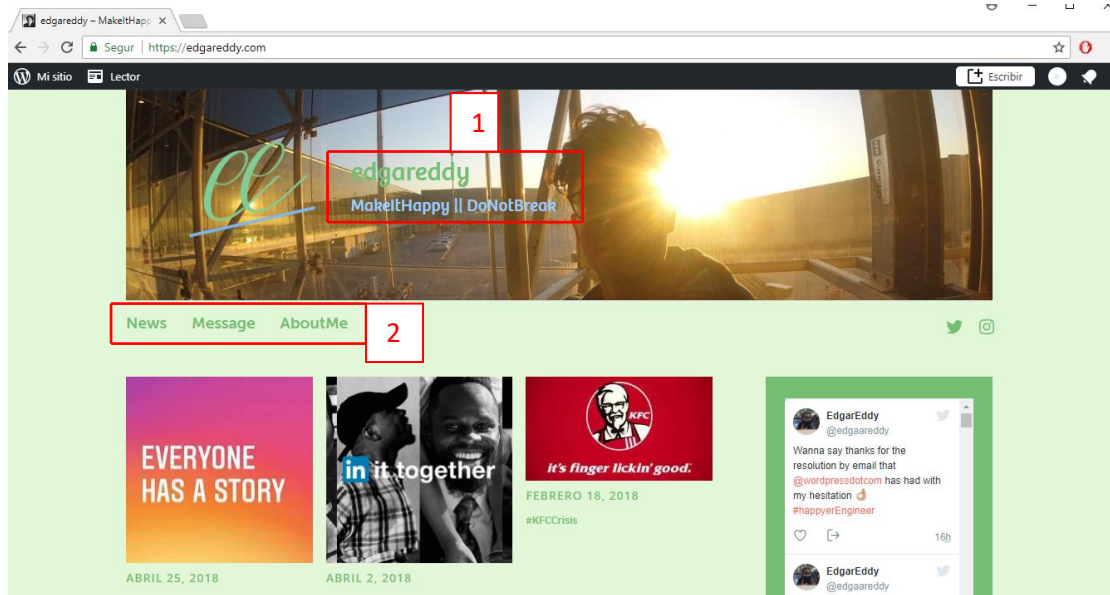 edgareddy – MakeItHapp
Segur | https://edgareddy.com
Mi sitio Lector Escribir
1
ee
edgareddy
MakeItHappy || DoNotBreak
News Message AboutMe
2
EVERYONE
HAS A STORY
ABRIL 25, 2018
in it together
ABRIL 2, 2018
KFC
it's finger lickin' good.
FEBRERO 18, 2018
#KFCCrisis
EdgarEddy
@edgaareddy
Wanna say thanks for the
resolution by email that
@wordpressdotcom has had with
my hesitation 👌
#happyerEngineer
16h
EdgarEddy
@edgaareddy